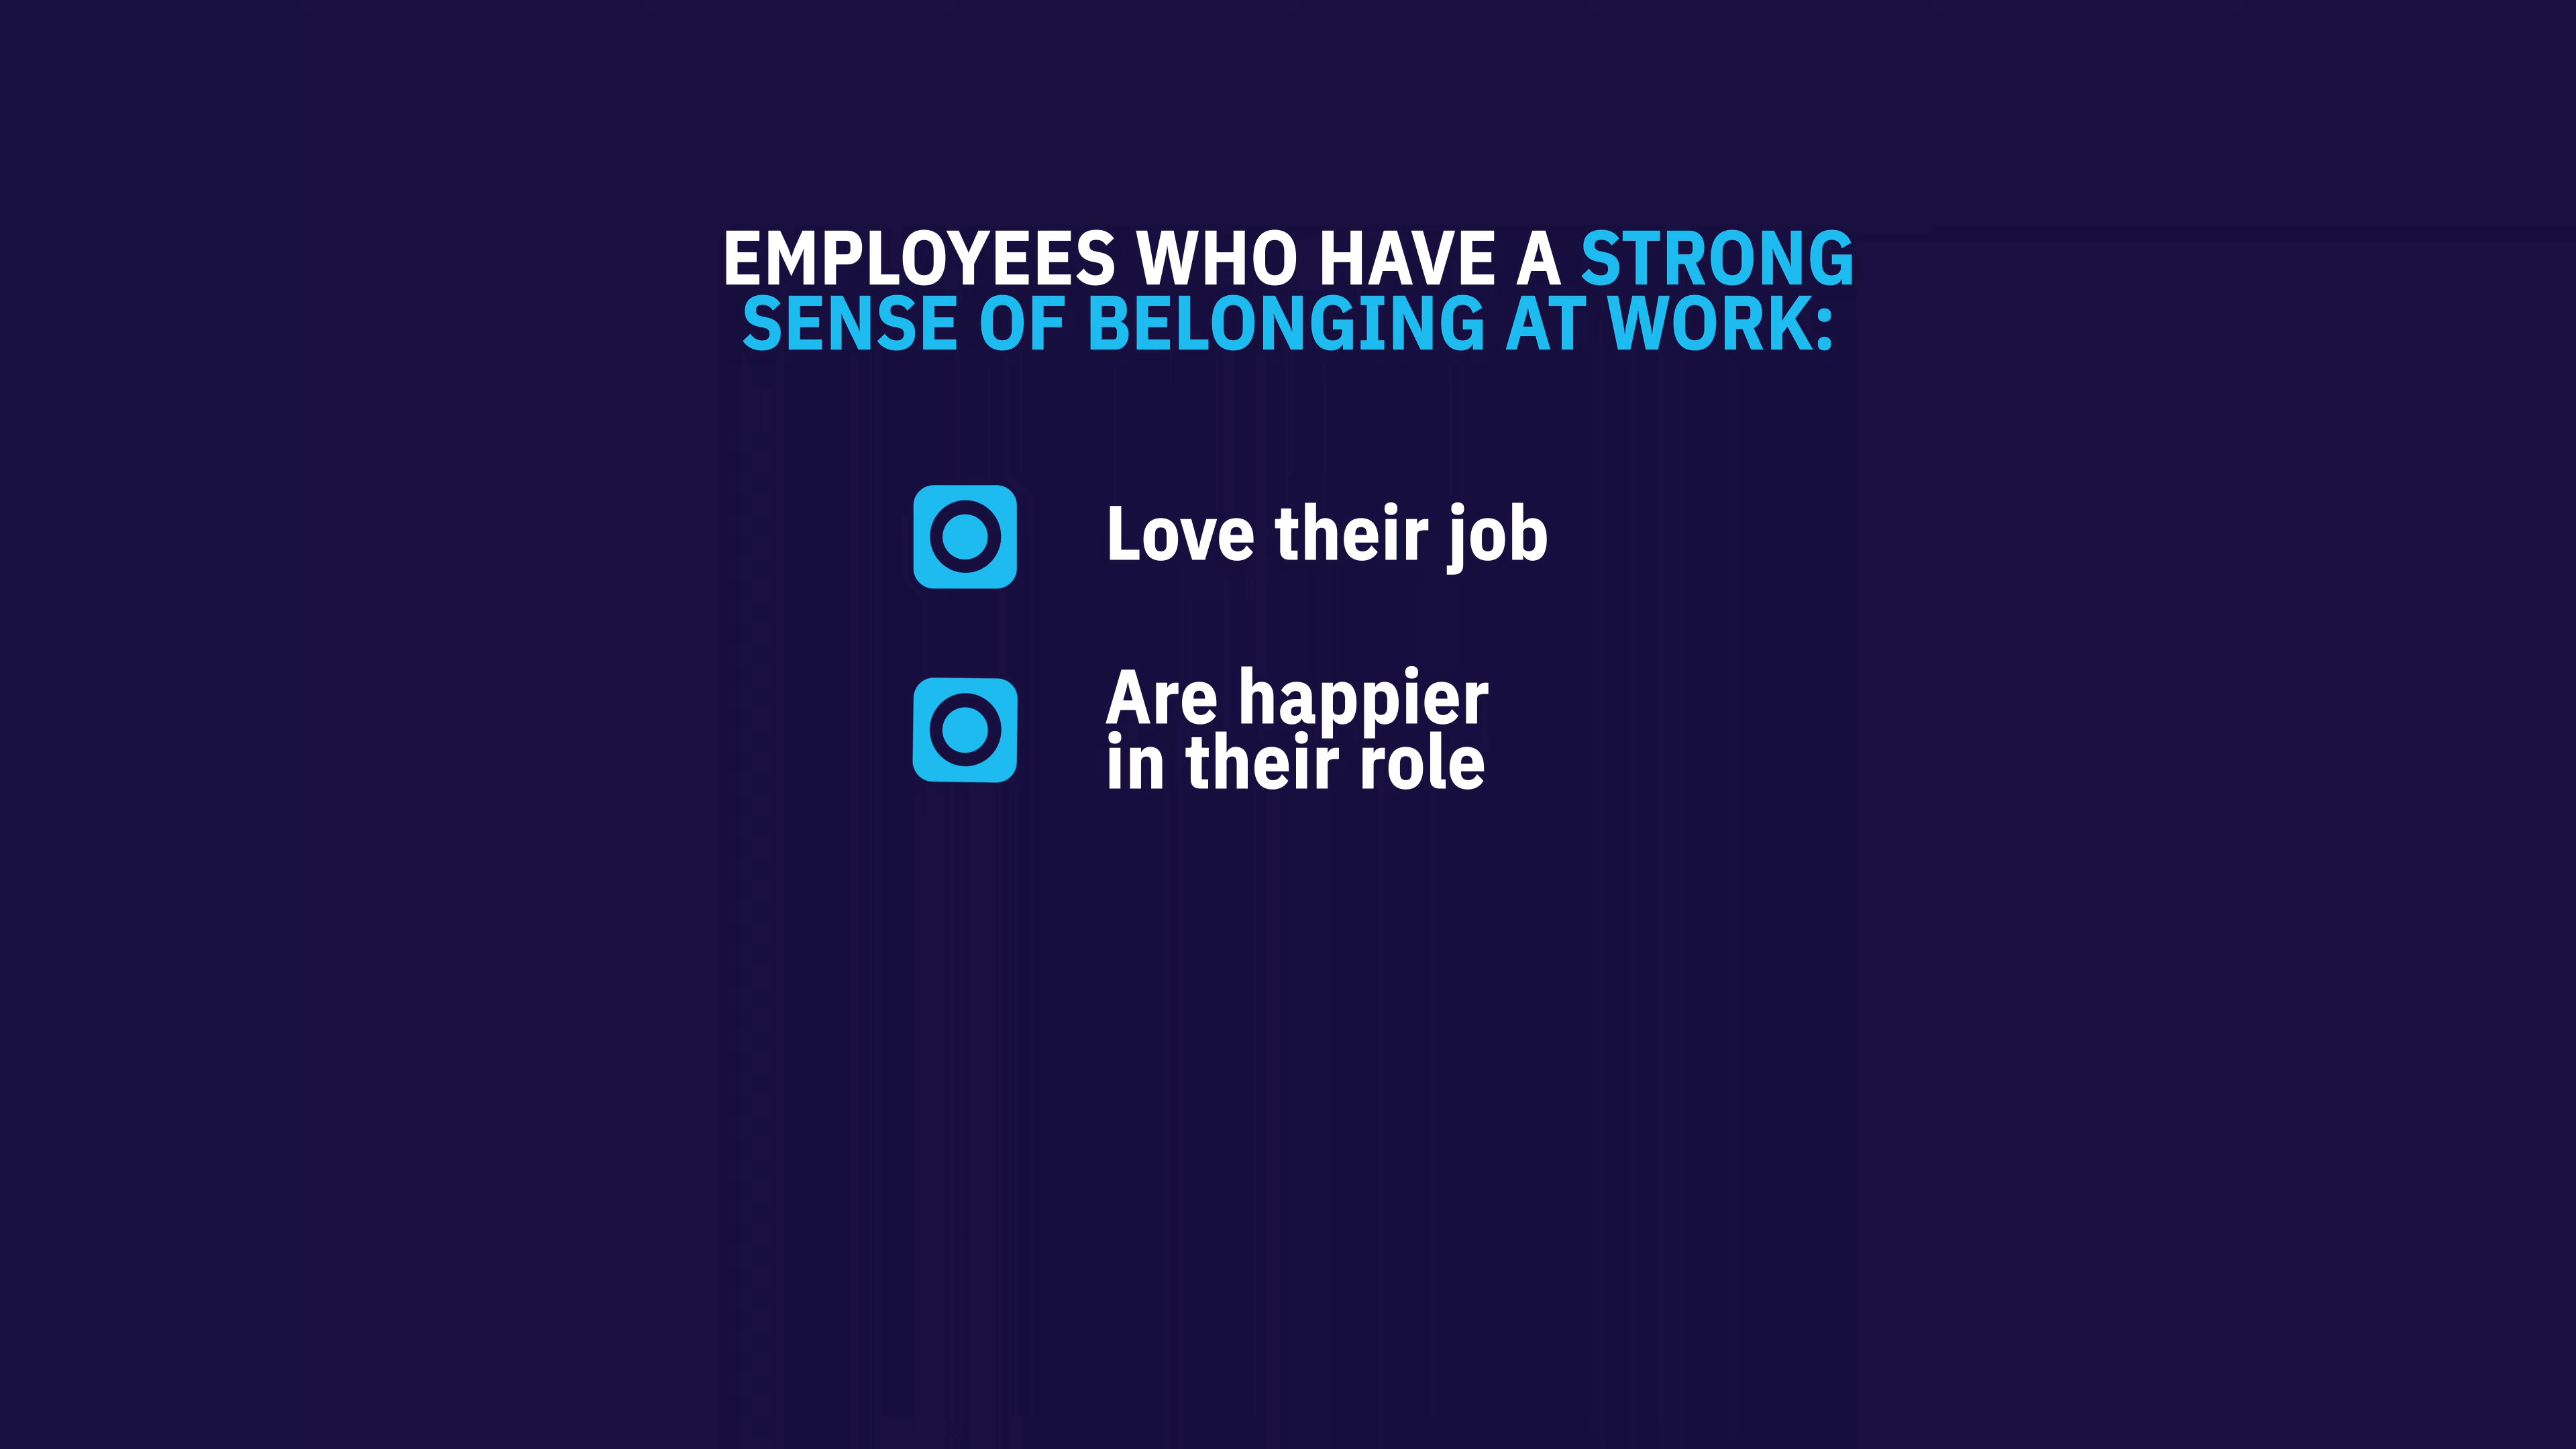 EMPLOYEES WHO HAVE A STRONG
SENSE OF BELONGING AT WORK:
Love their job
Are happier
in their role